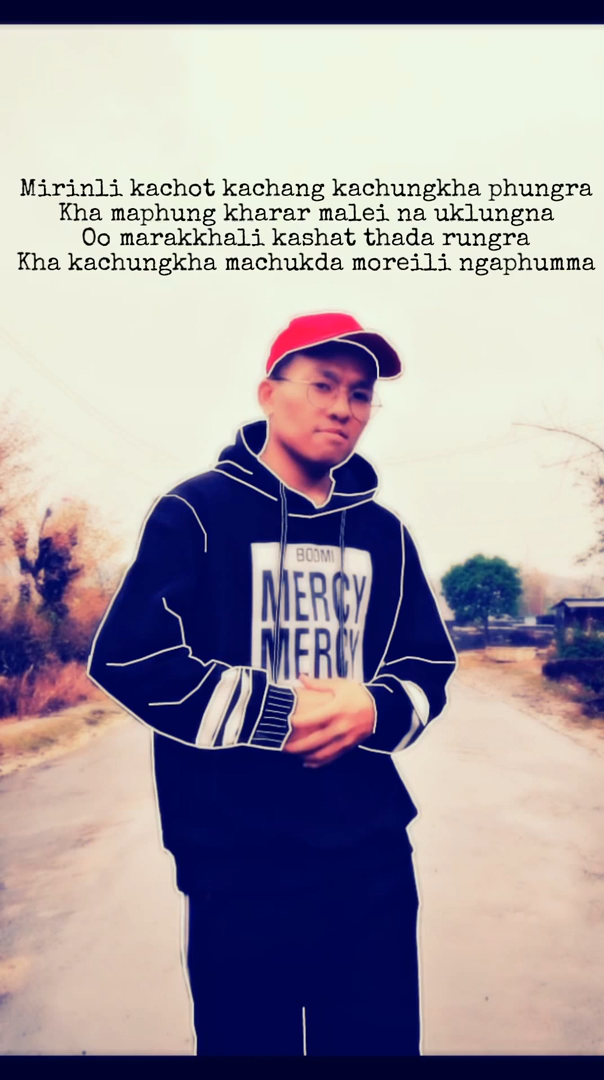 Mirinli kachot kachang kachungkha phungra
Kha maphung kharar malei na uklungna
Oo marakkhali kashat thada rungra
Kha kachungkha machukda moreili ngaphumma
BOOMI
MERCY
MERCY